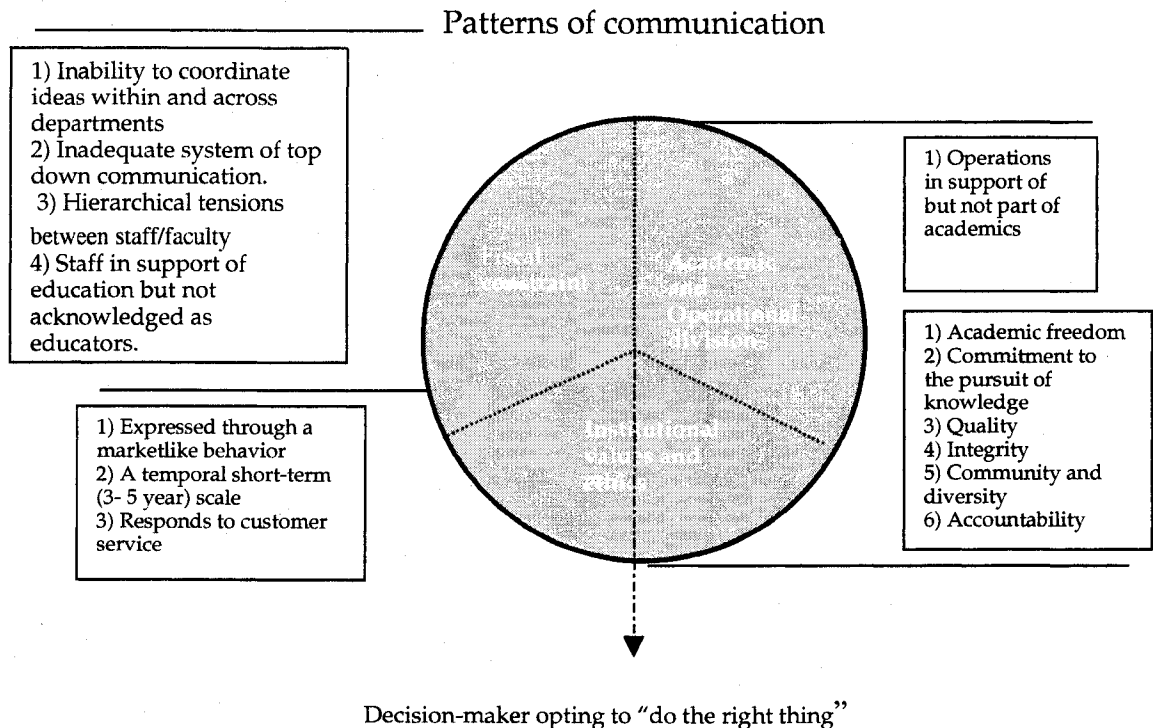 Patterns of communication
1) Inability to coordinate
ideas within and across
departments
2) Inadequate system of top
down communication.
3) Hierarchical tensions
between staff/faculty
4) Staff in support of
education but not
acknowledged as
educators.
1) Expressed through a
marketlike behavior
2) A temporal short-term
(3- 5 year) scale
3) Responds to customer
service
Fiscal
constraint
Academic
and
Operational
divisions
Institutional
values and
1) Operations
in support of
but not part of
academics
1) Academic freedom
2) Commitment to
the pursuit of
knowledge
3) Quality
4) Integrity
5) Community and
diversity
6) Accountability
Decision-maker opting to "do the right thing"